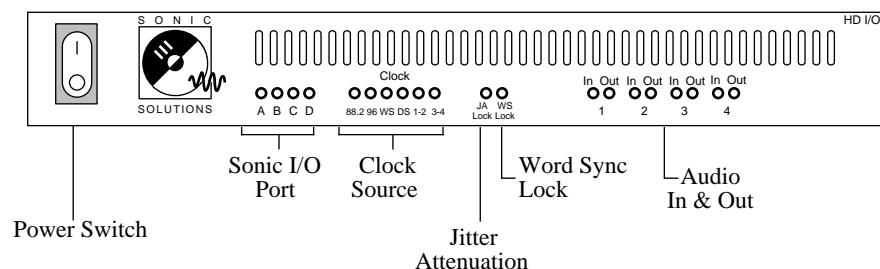 S O N I C
SOLUTIONS
HD I/O
Clock
A B C D
88.2 96 WS DS 1-2 3-4
JA Lock
WS Lock
In Out In Out In Out In Out
1 2 3 4
Sonic I/O
Port
Clock
Source
Word Sync
Lock
Audio
In & Out
Power Switch
Jitter
Attenuation